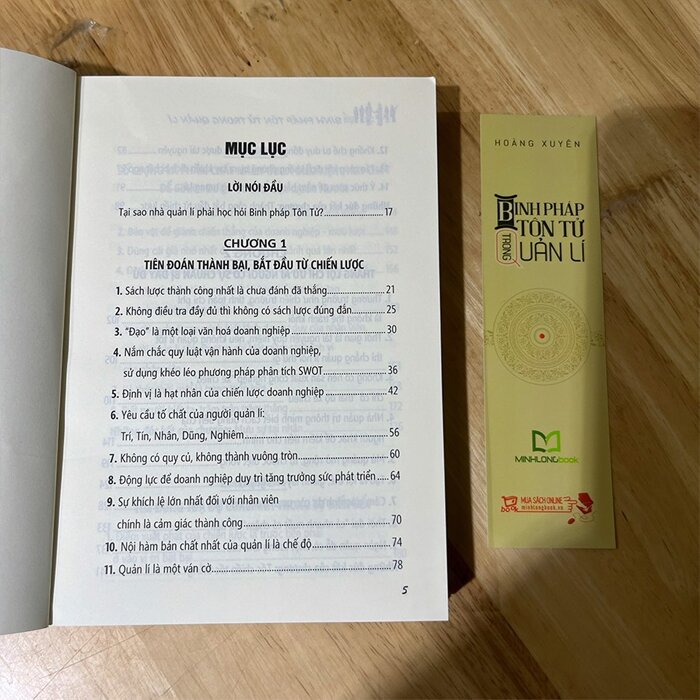 MỤC LỤC
LỜI NÓI ĐẦU
Tại sao nhà quản lí phải học hỏi Binh pháp Tôn Tử? 17
CHƯƠNG 1
TIÊN ĐOÁN THÀNH BẠI, BẮT ĐẦU TỪ CHIẾN LƯỢC
1. Sách lược thành công nhất là chưa đánh đã thắng 21
2. Không điều tra đầy đủ thì không có sách lược đúng đắn 25
3. "Đạo" là một loại văn hoá doanh nghiệp 30
4. Nắm chắc quy luật vận hành của doanh nghiệp,
sử dụng khéo léo phương pháp phân tích SWOT 36
5. Định vị là hạt nhân của chiến lược doanh nghiệp 42
6. Yêu cầu tố chất của người quản lí:
Trí, Tín, Nhân, Dũng, Nghiêm 56
7. Không có quy củ, không thành vuông tròn 60
8. Động lực để doanh nghiệp duy trì tăng trưởng sức phát triển 64
9. Sự khích lệ lớn nhất đối với nhân viên
chính là cảm giác thành công 70
10. Nội hàm bản chất nhất của quản lí là chế độ 74
11. Quản lí là một ván cờ 78
5
HOÀNG XUYÊN
BINH PHÁP
TÔN TỬ
TRONG
QUẢN LÍ
MINHLONGbook
MUA SÁCH ONLINE
minhlongbook.vn